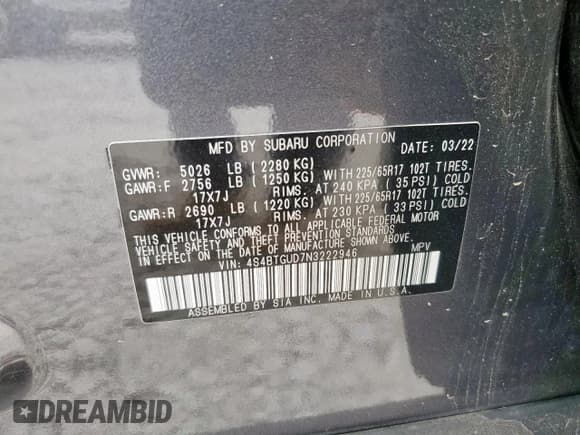 MFD BY SUBARU CORPORATION DATE: 03/22
GVWR: 5026 LB (2280 KG)
GAWR:F 2756 LB (1250 KG) WITH 225/65R17 102T TIRES.
17X7J RIMS. AT 240 KPA (35 PSI) COLD
GAWR:R 2690 LB (1220 KG) WITH 225/65R17 102T TIRES.
17X7J RIMS. AT 230 KPA (33 PSI) COLD
THIS VEHICLE CONFORMS TO ALL APPLICABLE FEDERAL MOTOR
VEHICLE SAFETY BUMPER AND THEFT PREVENTION STANDARDS
IN EFFECT ON THE DATE OF MANUFACTURE SHOWN ABOVE.
VIN: 4S4BTGUD7N3222946 MPV
ASSEMBLED BY SIA INC. MADE IN U.S.A.
DREAMBID